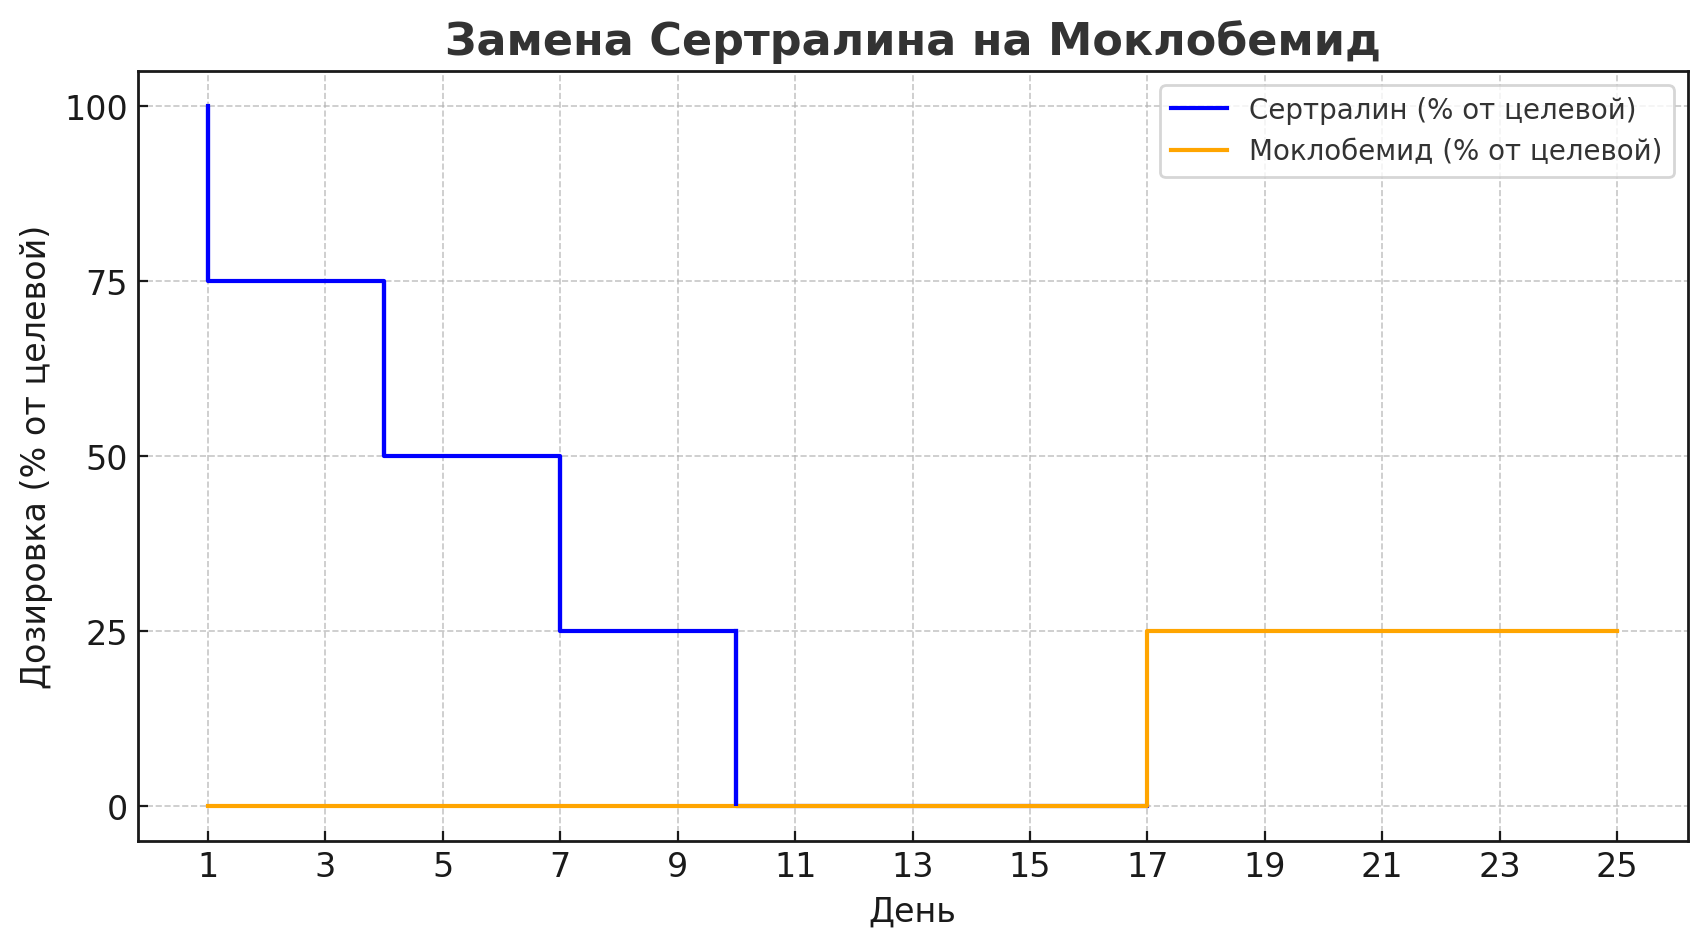 Замена Сертралина на Моклобемид
Сертралин (% от целевой)
Моклобемид (% от целевой)
Дозировка (% от целевой)
100
75
50
25
0
1 3 5 7 9 11 13 15 17 19 21 23 25
День